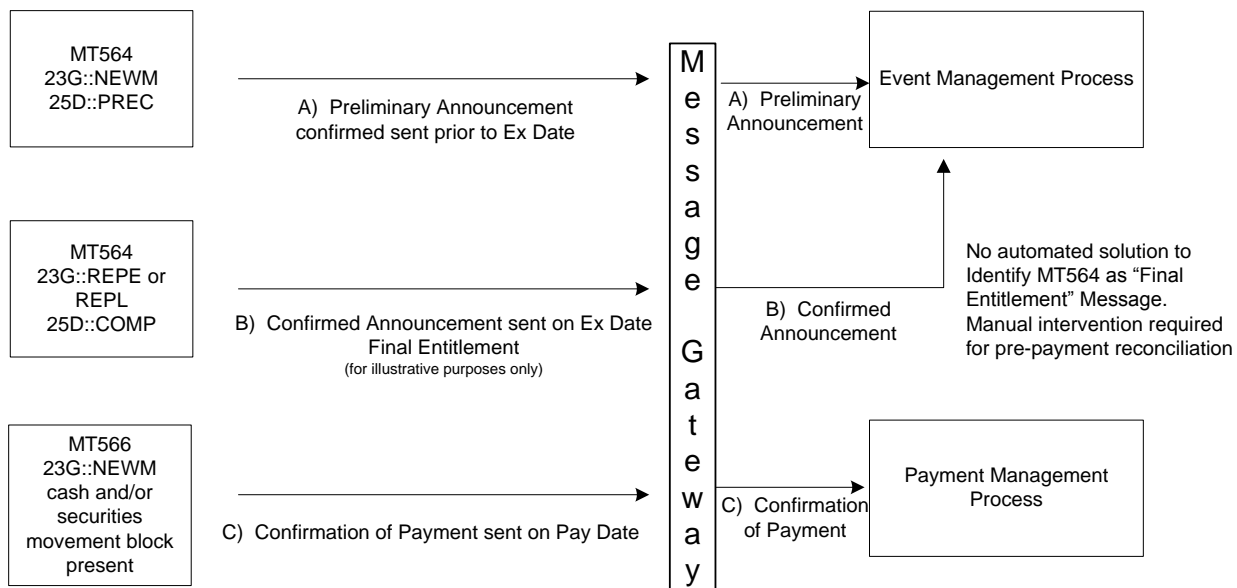 MT564
23G::NEWM
25D::PREC
A) Preliminary Announcement
confirmed sent prior to Ex Date
Message Gateway
A) Preliminary
Announcement
Event Management Process
MT564
23G::REPE or
REPL
25D::COMP
B) Confirmed Announcement sent on Ex Date
Final Entitlement
(for illustrative purposes only)
B) Confirmed
Announcement
No automated solution to
Identify MT564 as “Final
Entitlement” Message.
Manual intervention required
for pre-payment reconciliation
MT566
23G::NEWM
cash and/or
securities
movement block
present
C) Confirmation of Payment sent on Pay Date
C) Confirmation
of Payment
Payment Management
Process